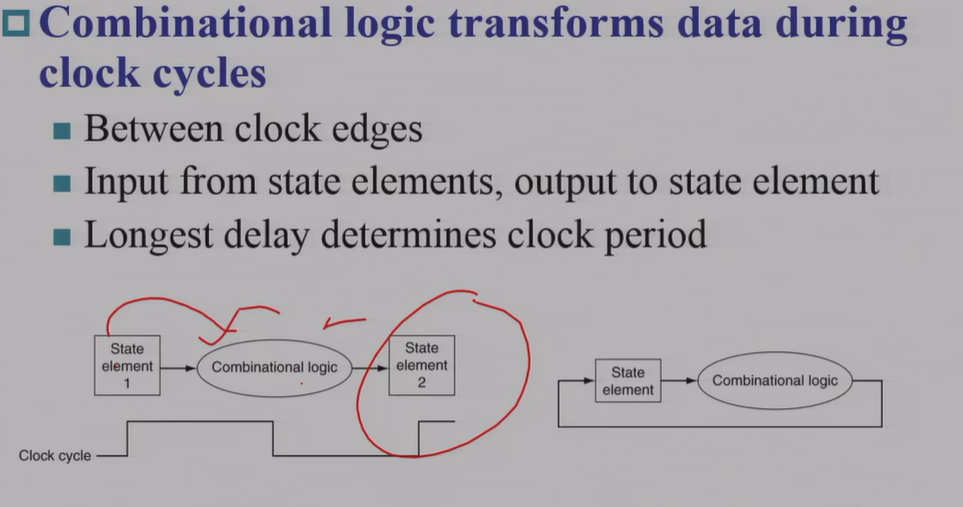 Combinational logic transforms data during
clock cycles
Between clock edges
Input from state elements, output to state element
Longest delay determines clock period
State
element
1
Combinational logic
State
element
2
State
element
Combinational logic
Clock cycle